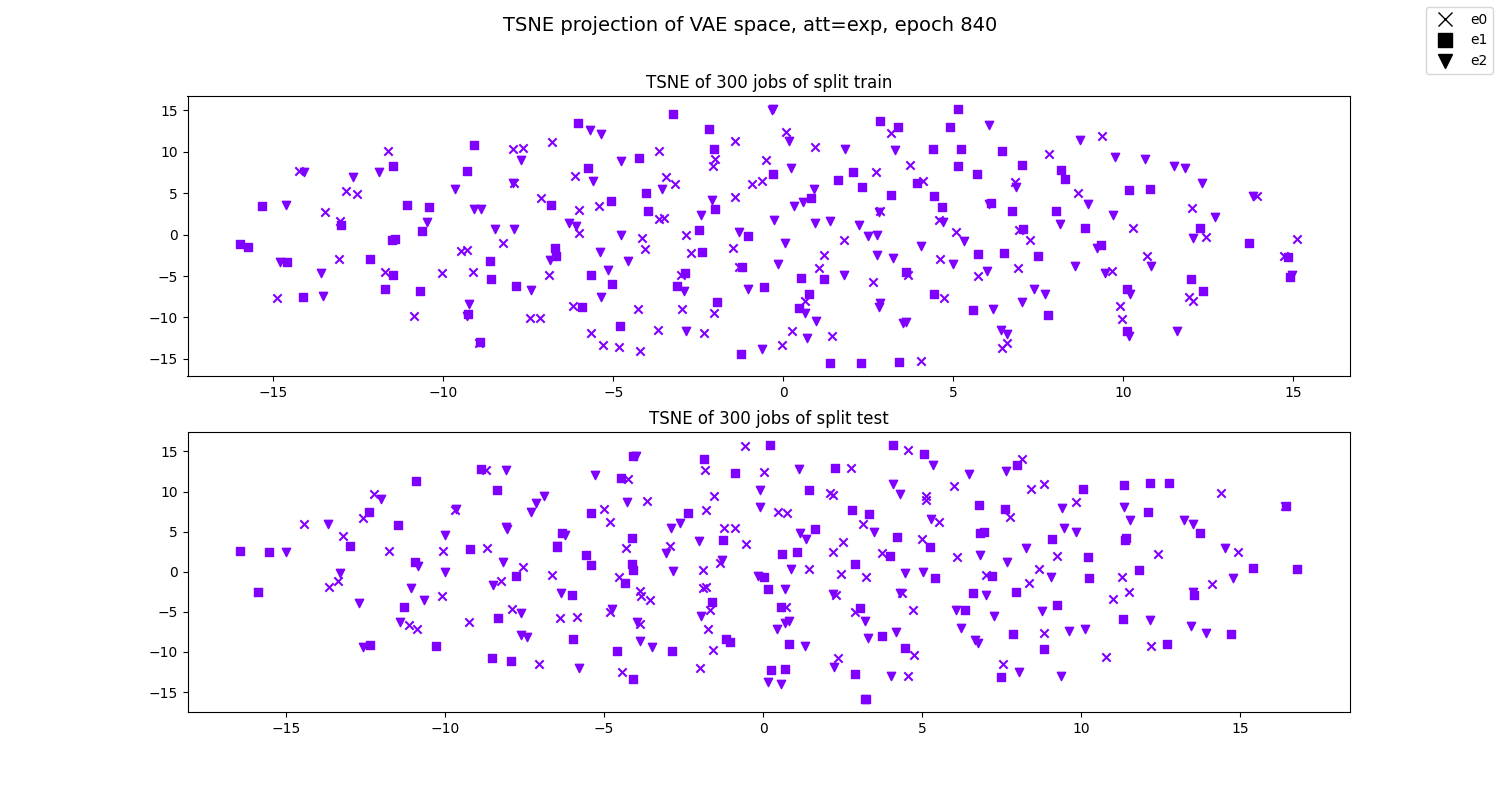 TSNE projection of VAE space, att=exp, epoch 840
e0
e1
e2
TSNE of 300 jobs of split train
15
10
5
0
−5
−10
−15
−15 −10 −5 0 5 10 15
TSNE of 300 jobs of split test
15
10
5
0
−5
−10
−15
−15 −10 −5 0 5 10 15